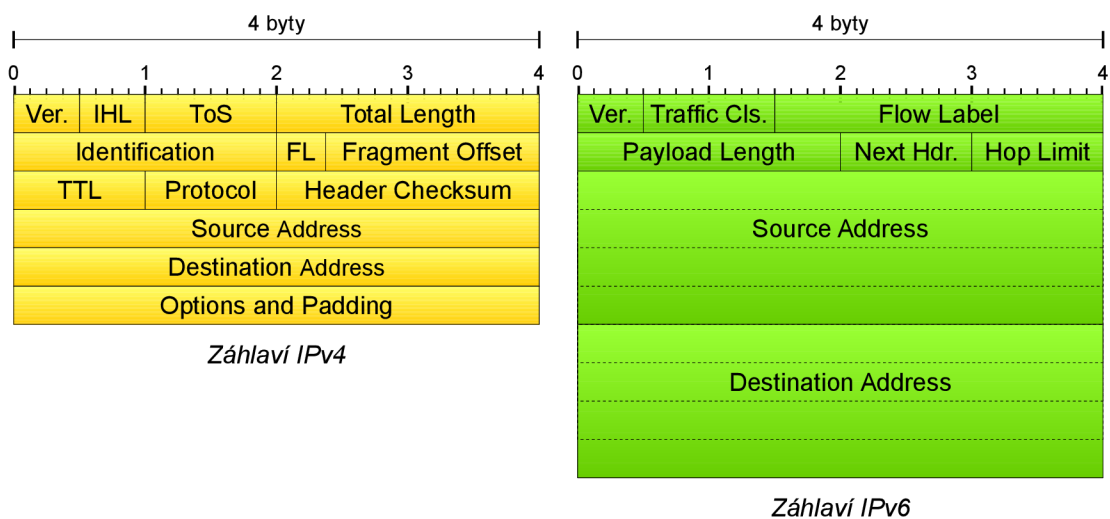 4 byty
0 1 2 3 4
Ver. IHL ToS Total Length
Identification FL Fragment Offset
TTL Protocol Header Checksum
Source Address
Destination Address
Options and Padding
Záhlaví IPv4
4 byty
0 1 2 3 4
Ver. Traffic Cls. Flow Label
Payload Length Next Hdr. Hop Limit
Source Address
Destination Address
Záhlaví IPv6